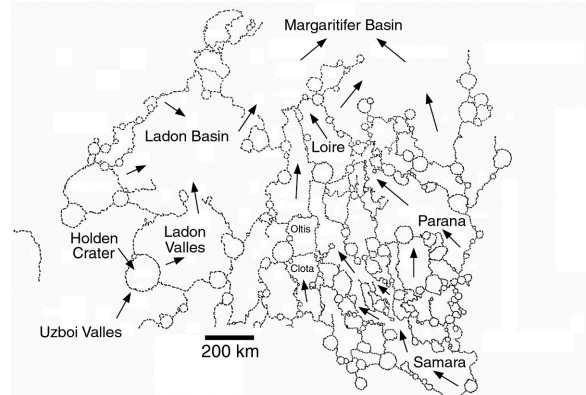 Margaritifer Basin
Ladon Basin
Loire
Parana
Oltis
Holden
Crater
Ladon
Valles
Clota
Uzboi Valles
200 km
Samara